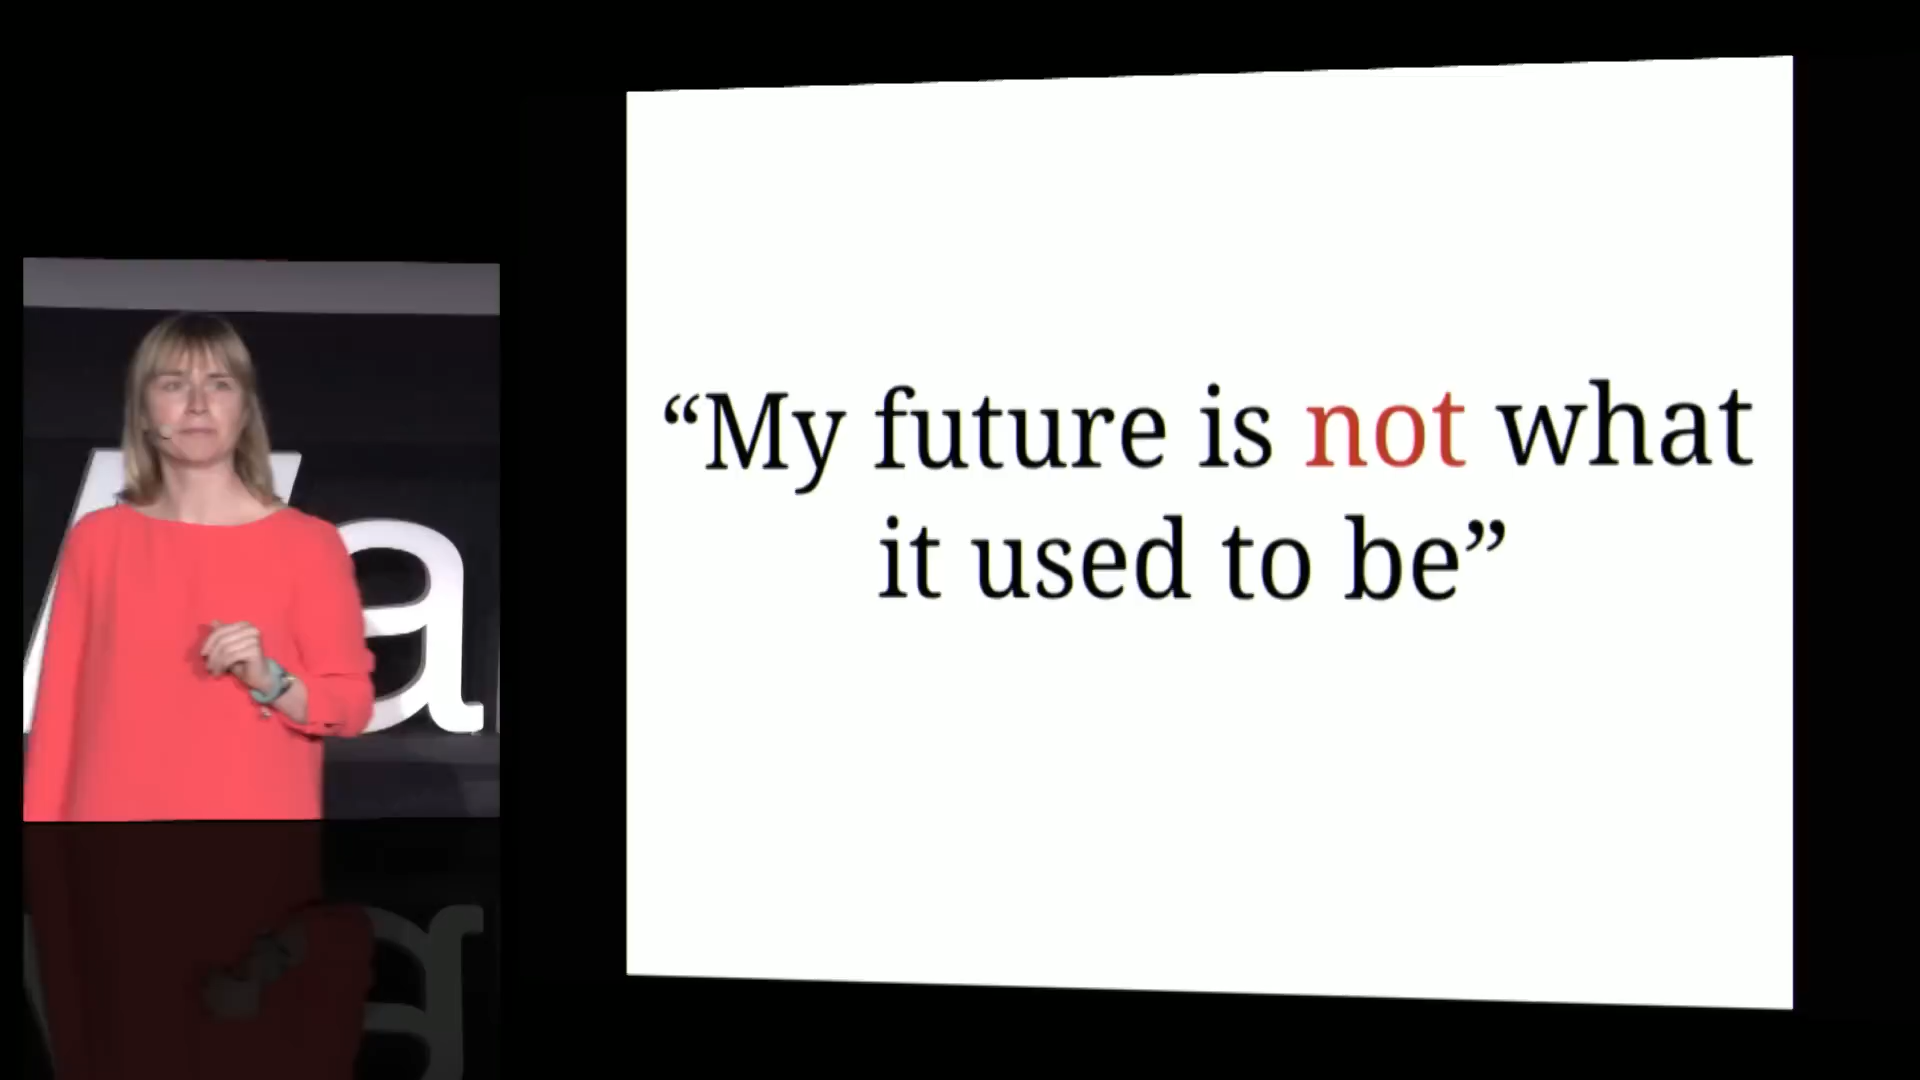 “My future is not what
it used to be”
a